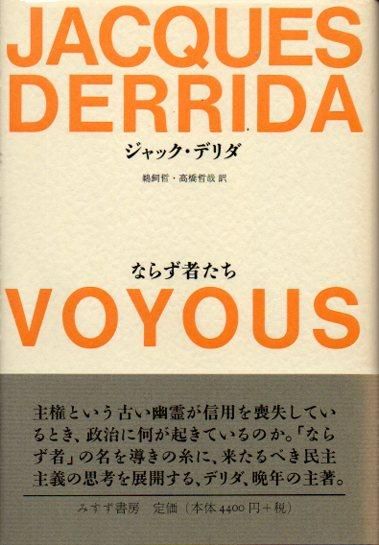 JACQUES
DERRIDA
ジャック・デリダ
鵜飼哲・高橋哲哉 訳
ならず者たち
VOYOUS
主権という古い幽霊が信用を喪失してい
るとき、政治に何が起きているのか。「なら
ず者」の名を導きの糸に、来たるべき民主
主義の思考を展開する、デリダ、晩年の主著。
みすず書房 定価(本体4400円+税)